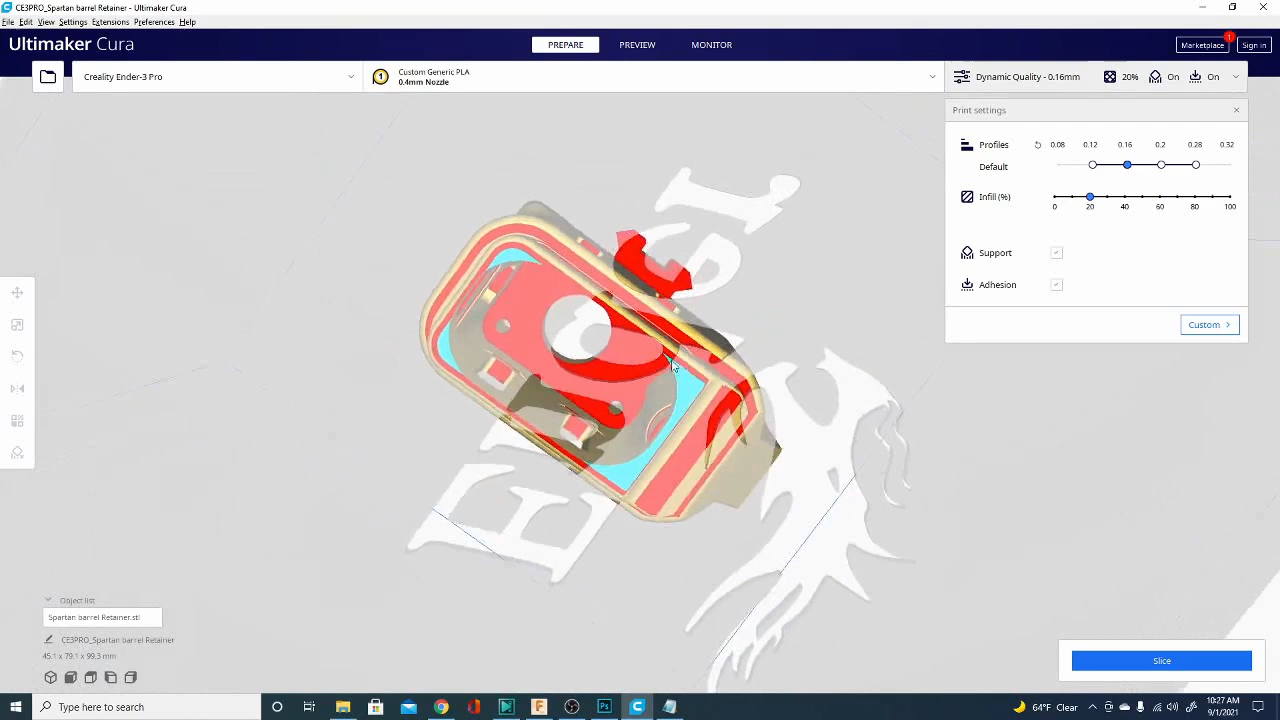 CE3PRO_Spartan barrel Retainer - Ultimaker Cura
File Edit View Settings Extensions Preferences Help
Ultimaker Cura
PREPARE PREVIEW MONITOR
Marketplace 1 Sign in
Creality Ender-3 Pro
1 Custom Generic PLA
0.4mm Nozzle
Dynamic Quality - 0.16mm 20% On On
Print settings
Profiles 0.08 0.12 0.16 0.2 0.28 0.32
Default
Infill (%)
0 20 40 60 80 100
Support
Adhesion
Custom
Object list
Spartan barrel Retainer.stl
CE3PRO_Spartan barrel Retainer
45.1 x 79.1 x 99.3 mm
Slice
Type here to search
64°F Clear
10:27 AM
9/1/2021